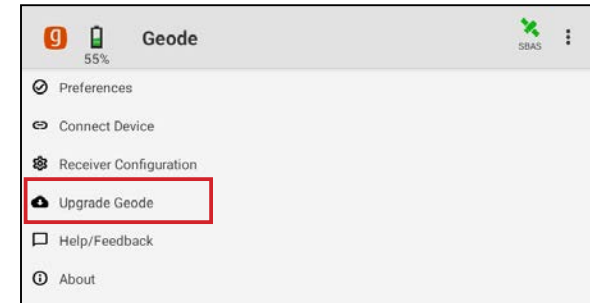 g
Geode
55%
SBAS
Preferences
Connect Device
Receiver Configuration
Upgrade Geode
Help/Feedback
About